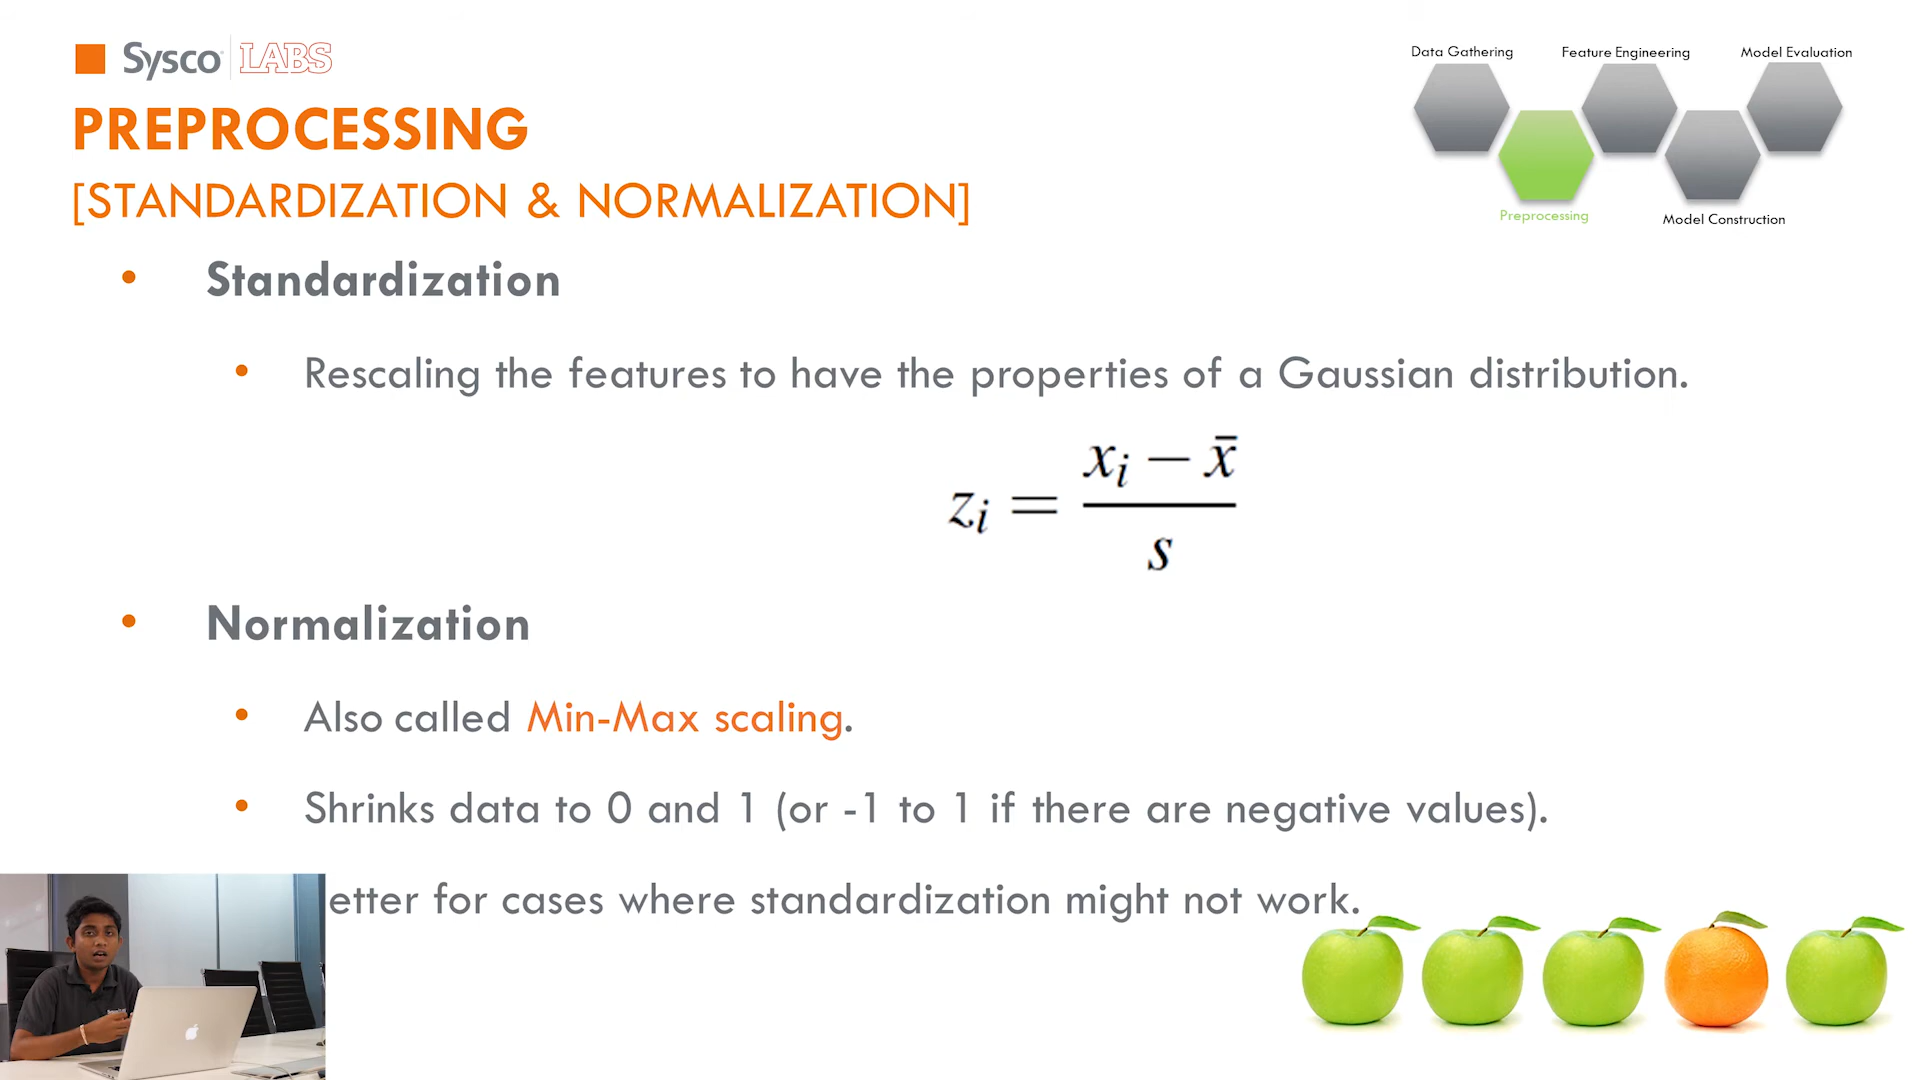 Sysco LABS
PREPROCESSING
[STANDARDIZATION & NORMALIZATION]
Data Gathering
Feature Engineering
Model Evaluation
Preprocessing
Model Construction
• Standardization
• Rescaling the features to have the properties of a Gaussian distribution.
zᵢ = (xᵢ − x̄) / s
• Normalization
• Also called Min-Max scaling.
• Shrinks data to 0 and 1 (or -1 to 1 if there are negative values).
etter for cases where standardization might not work.